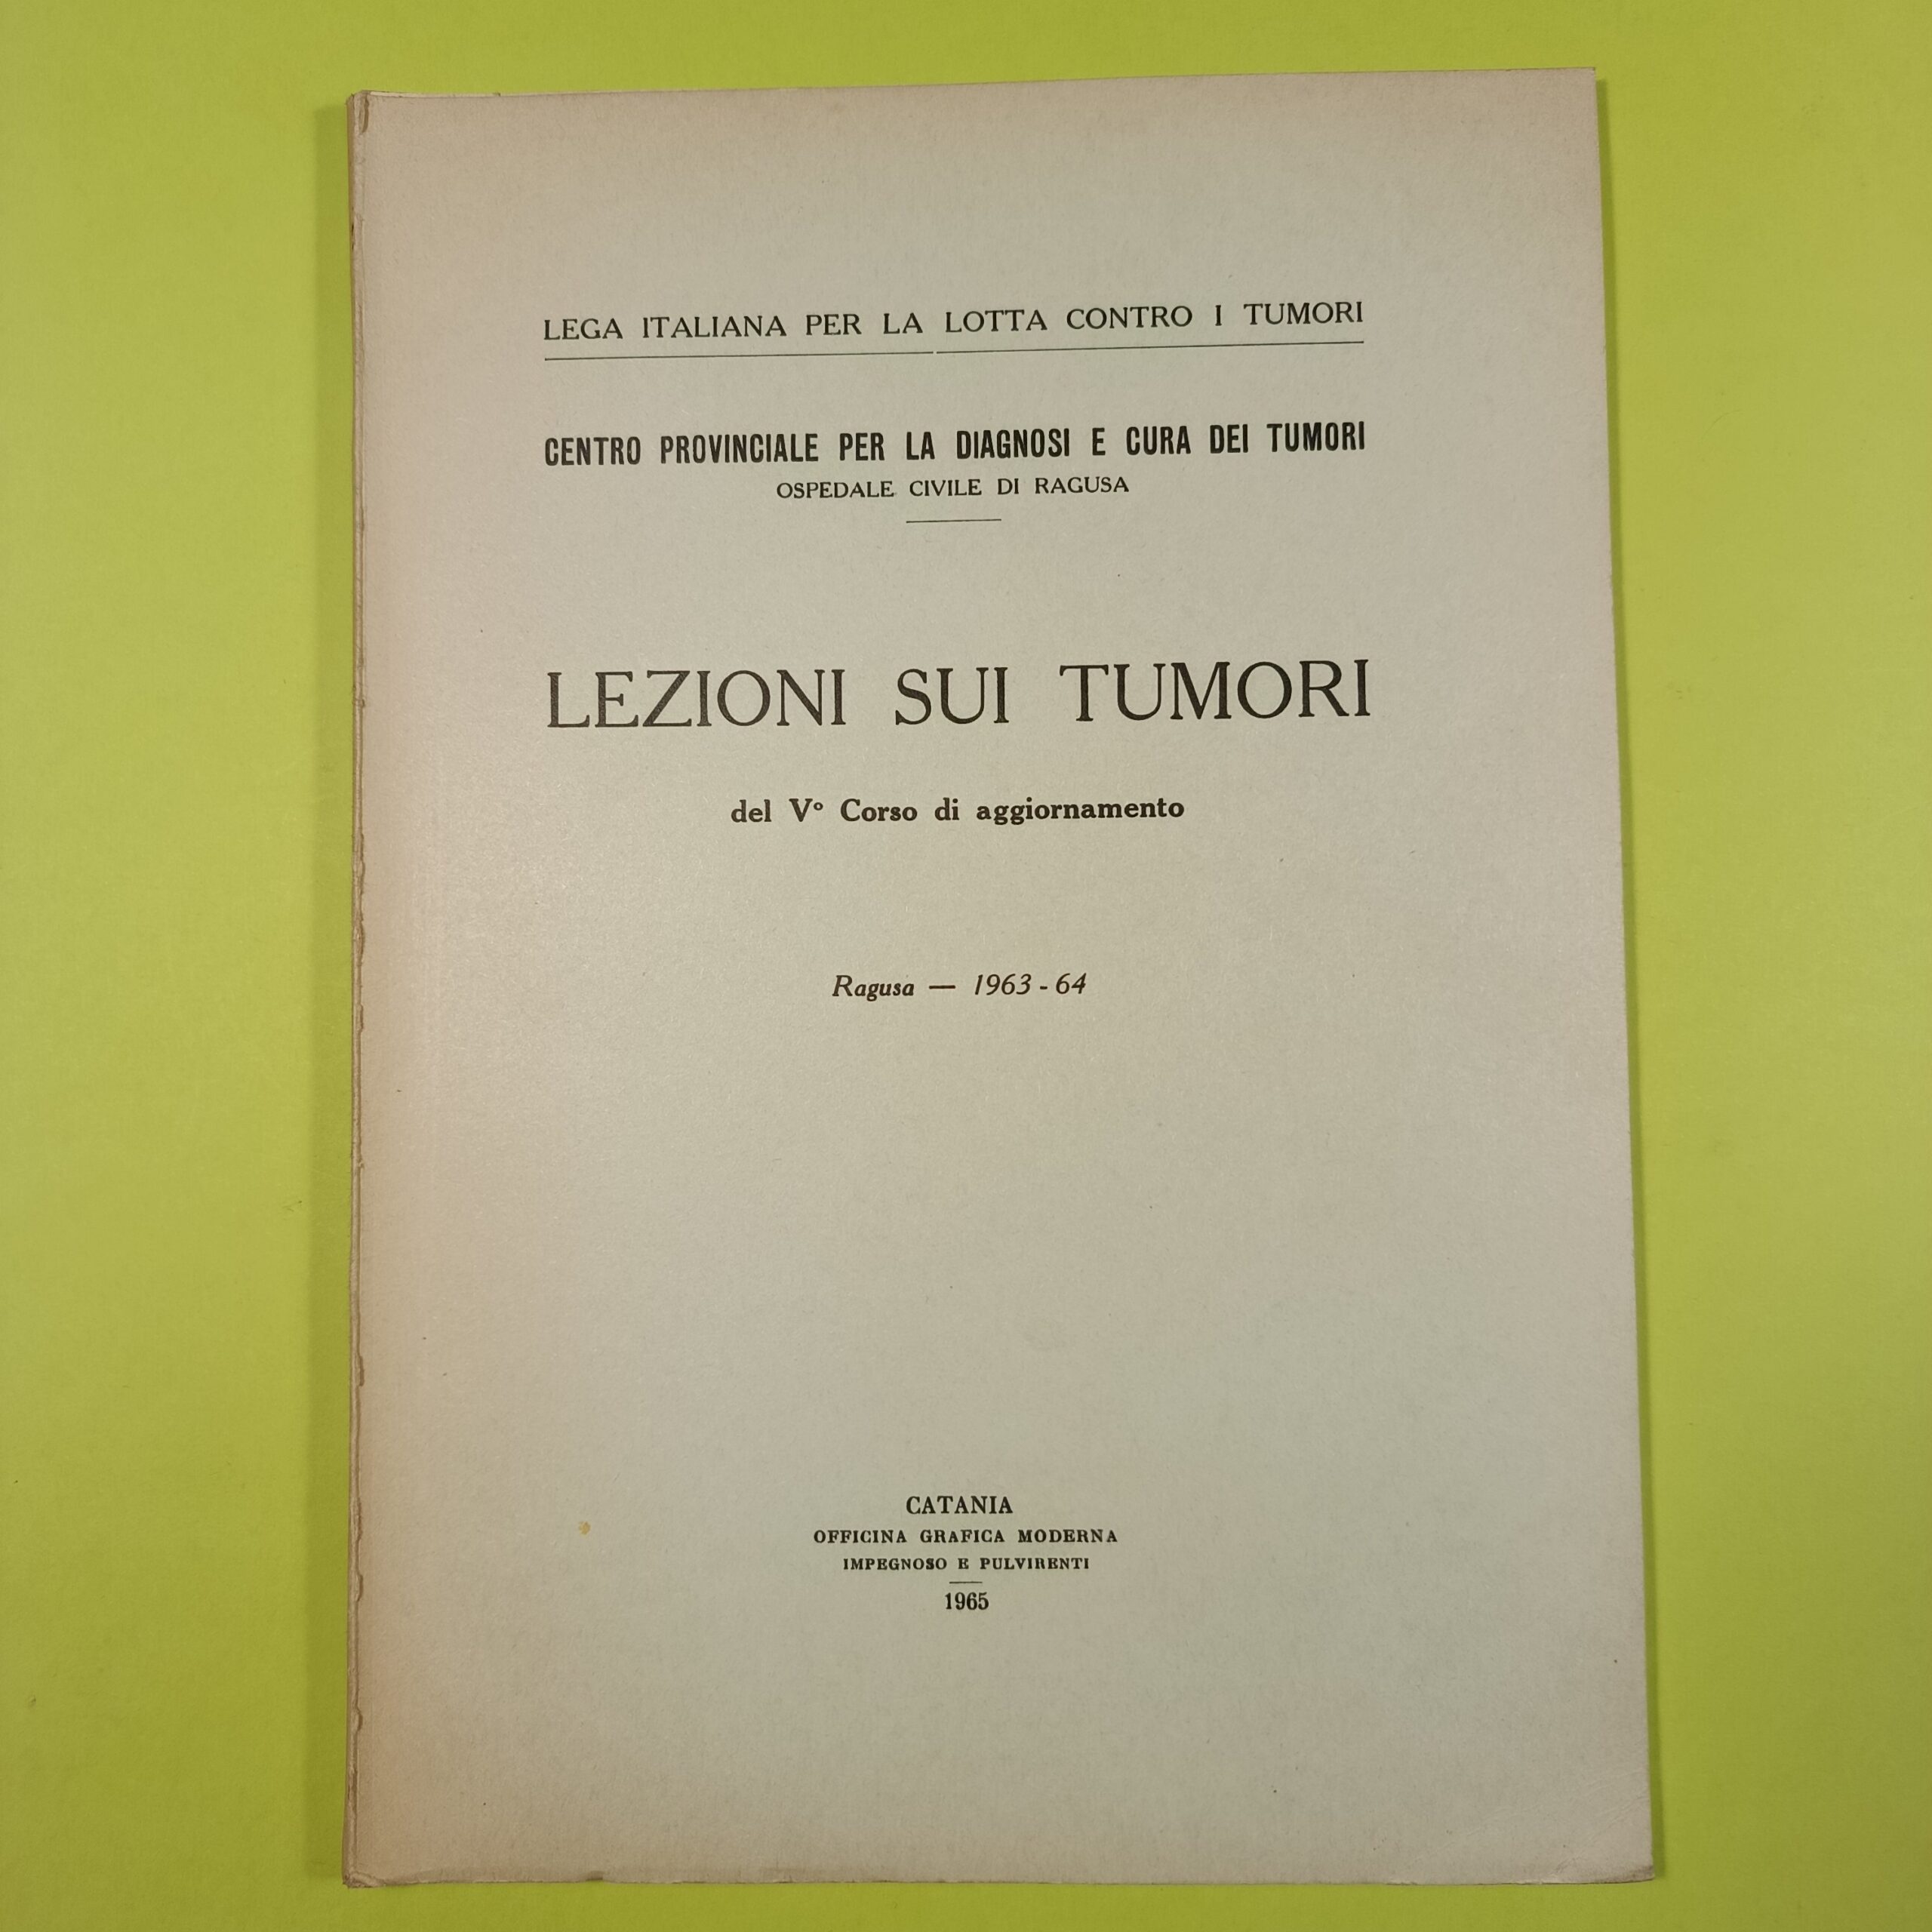 LEGA ITALIANA PER LA LOTTA CONTRO I TUMORI
CENTRO PROVINCIALE PER LA DIAGNOSI E CURA DEI TUMORI
OSPEDALE CIVILE DI RAGUSA
LEZIONI SUI TUMORI
del Vº Corso di aggiornamento
Ragusa — 1963-64
CATANIA
OFFICINA GRAFICA MODERNA
IMPEGNOSO E PULVIRENTI
1965